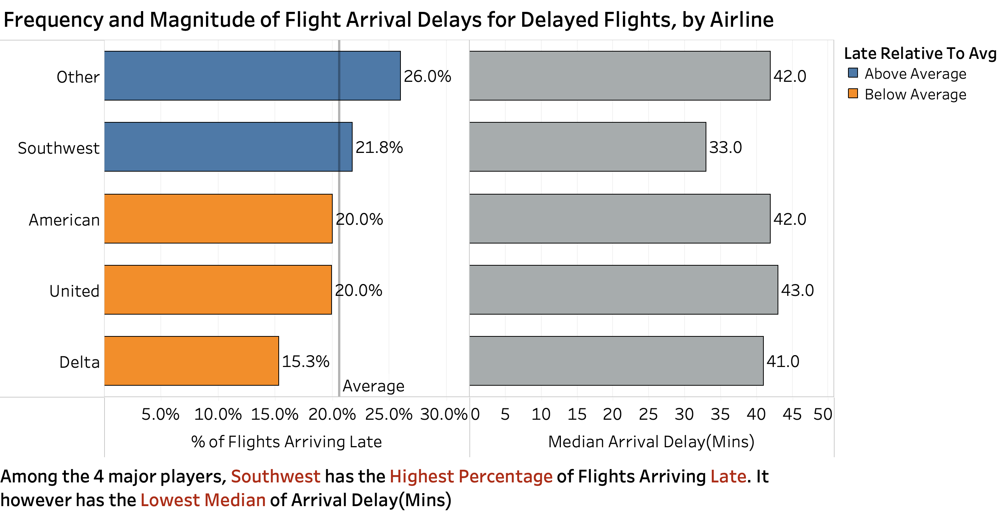 Frequency and Magnitude of Flight Arrival Delays for Delayed Flights, by Airline
Late Relative To Avg
Above Average
Below Average
Other 26.0% 42.0
Southwest 21.8% 33.0
American 20.0% 42.0
United 20.0% 43.0
Delta 15.3% 41.0
Average
5.0% 10.0% 15.0% 20.0% 25.0% 30.0% 0 5 10 15 20 25 30 35 40 45 50
% of Flights Arriving Late Median Arrival Delay(Mins)
Among the 4 major players, Southwest has the Highest Percentage of Flights Arriving Late. It
however has the Lowest Median of Arrival Delay(Mins)